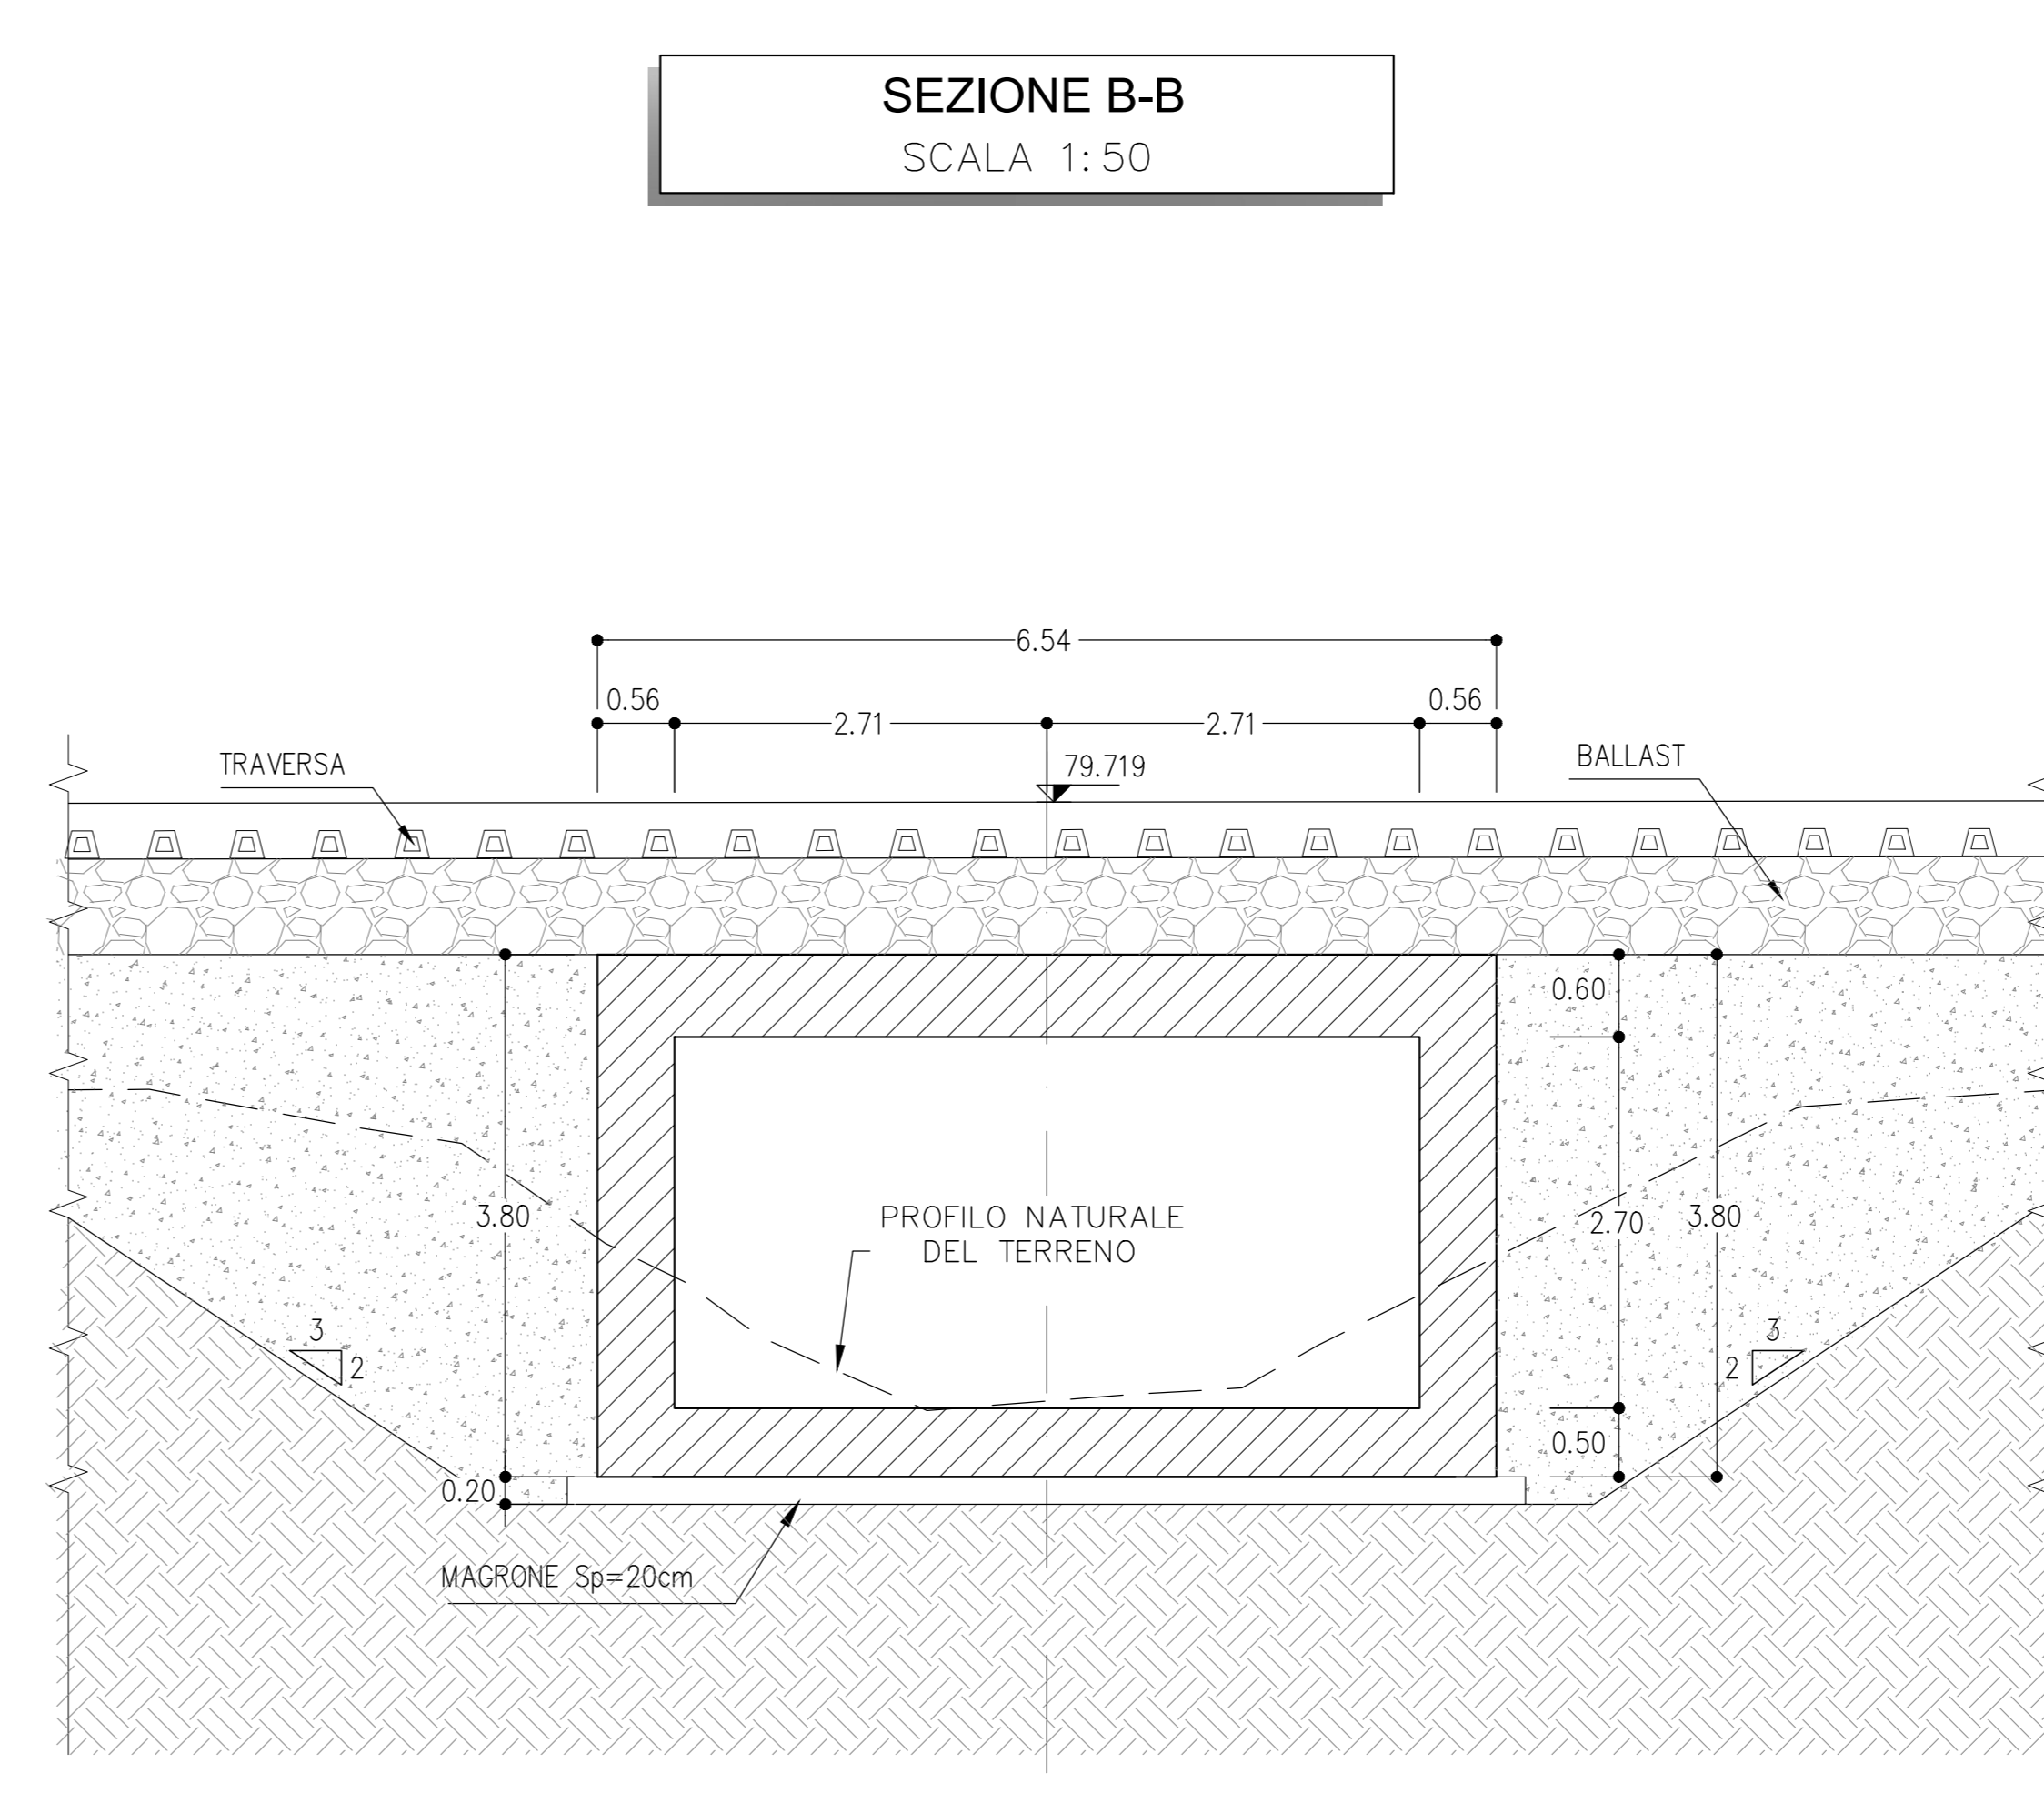 SEZIONE B-B
SCALA 1:50
6.54
0.56
2.71
2.71
0.56
79.719
TRAVERSA
BALLAST
0.60
3.80
2.70
3.80
PROFILO NATURALE
DEL TERRENO
3
2
3
2
0.50
0.20
MAGRONE Sp=20cm